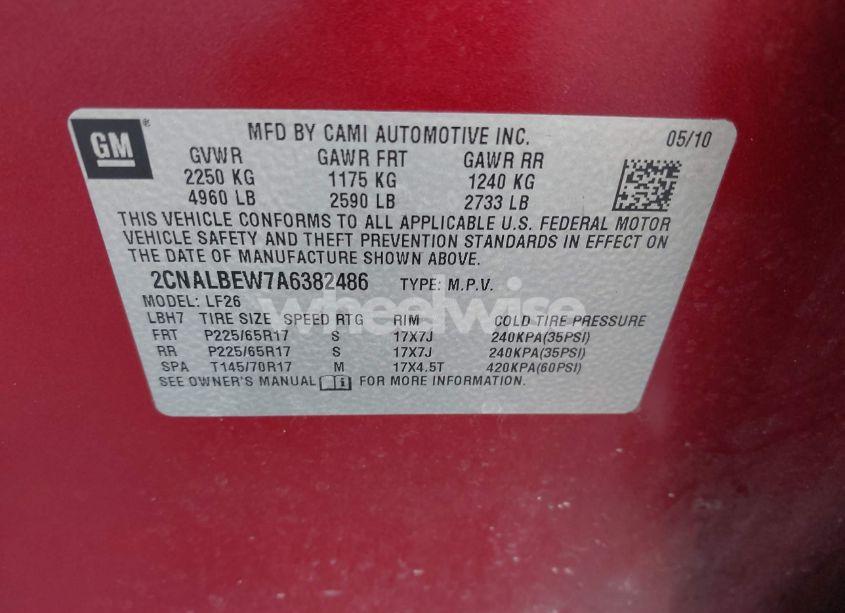 GM ®
MFD BY CAMI AUTOMOTIVE INC. 05/10
GVWR GAWR FRT GAWR RR
2250 KG 1175 KG 1240 KG
4960 LB 2590 LB 2733 LB
THIS VEHICLE CONFORMS TO ALL APPLICABLE U.S. FEDERAL MOTOR
VEHICLE SAFETY AND THEFT PREVENTION STANDARDS IN EFFECT ON
THE DATE OF MANUFACTURE SHOWN ABOVE.
2CNALBEW7A6382486 TYPE: M.P.V.
wheelwise
MODEL: LF26
LBH7 TIRE SIZE SPEED RTG RIM COLD TIRE PRESSURE
FRT P225/65R17 S 17X7J 240KPA(35PSI)
RR P225/65R17 S 17X7J 240KPA(35PSI)
SPA T145/70R17 M 17X4.5T 420KPA(60PSI)
SEE OWNER'S MANUAL FOR MORE INFORMATION.